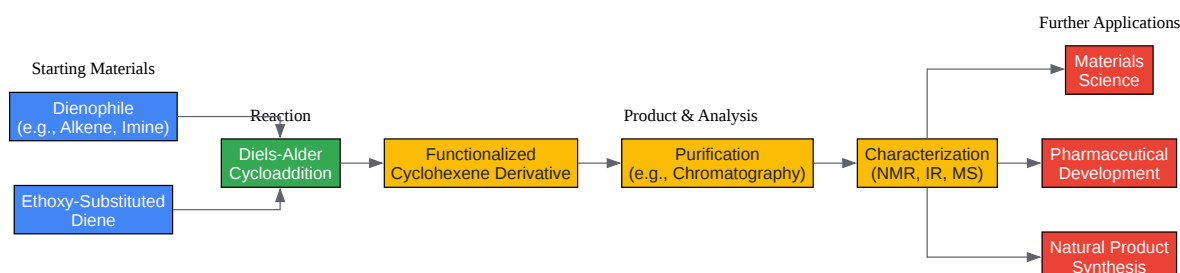 Further Applications
Starting Materials
Materials
Science
Dienophile
(e.g., Alkene, Imine)
Reaction
Product & Analysis
Diels-Alder
Cycloaddition
Functionalized
Cyclohexene Derivative
Purification
(e.g., Chromatography)
Characterization
(NMR, IR, MS)
Pharmaceutical
Development
Ethoxy-Substituted
Diene
Natural Product
Synthesis